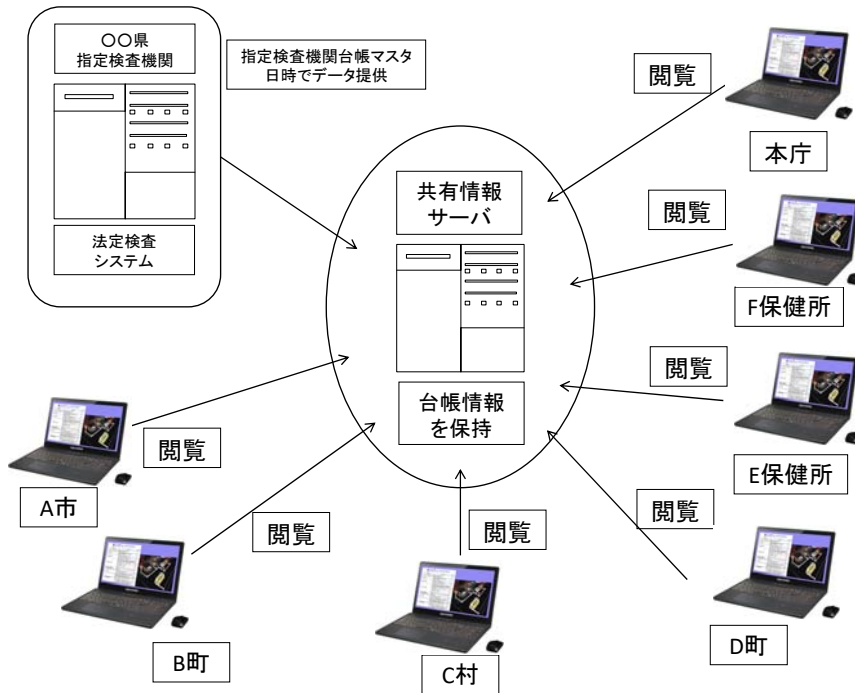 〇〇県
指定検査機関
指定検査機関台帳マスタ
日時でデータ提供
法定検査
システム
共有情報
サーバ
台帳情報
を保持
閲覧
本庁
閲覧
F保健所
閲覧
E保健所
閲覧
D町
閲覧
A市
閲覧
B町
閲覧
C村